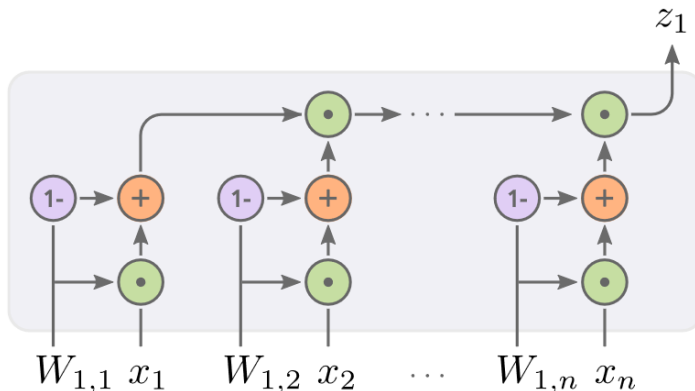 z₁
· · · ·
1- + 1- + 1- +
W₁,₁ x₁ W₁,₂ x₂ · · · W₁,ₙ xₙ